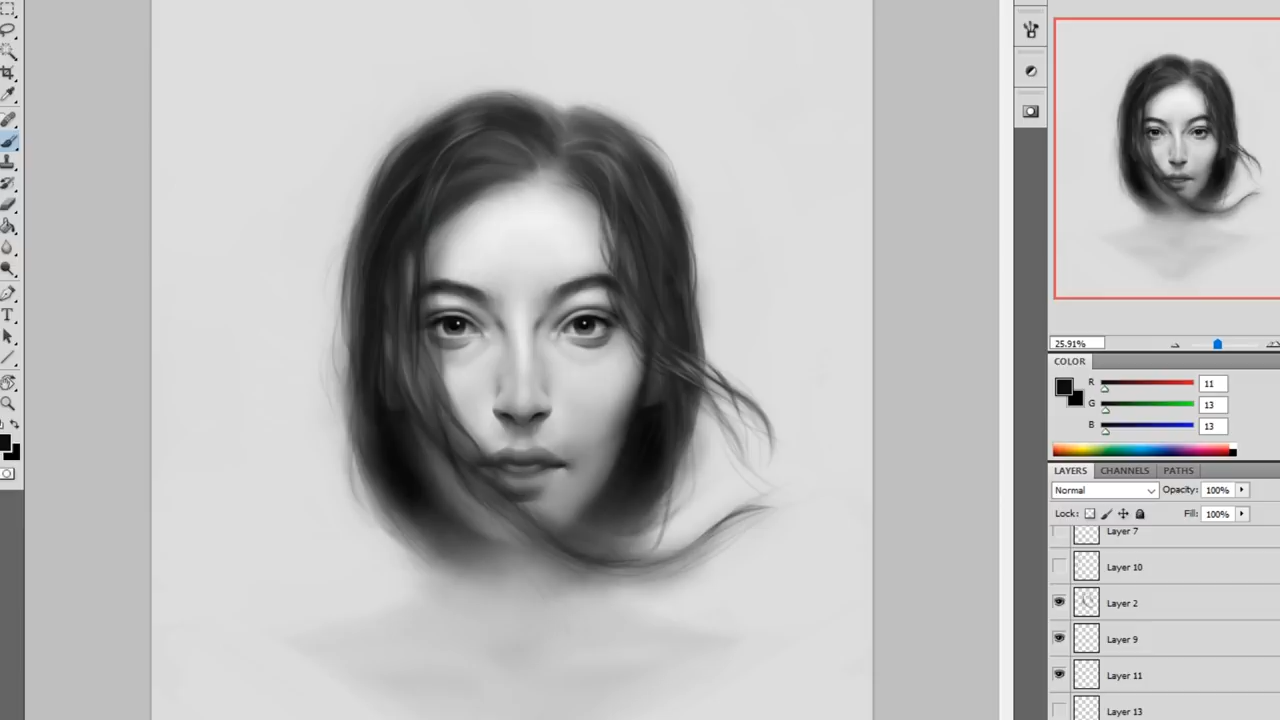 T
25.91%
COLOR
R 11
G 13
B 13
LAYERS CHANNELS PATHS
Normal Opacity: 100%
Lock: Fill: 100%
Layer 7
Layer 10
Layer 2
Layer 9
Layer 11
Layer 13